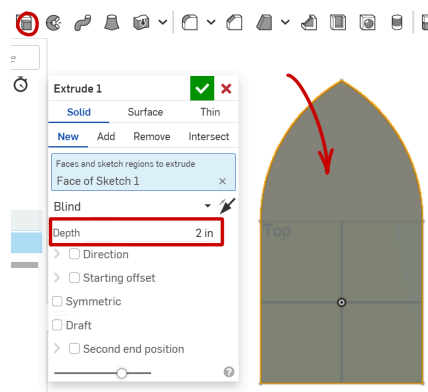 Extrude 1
Solid Surface Thin
New Add Remove Intersect
Faces and sketch regions to extrude
Face of Sketch 1
Blind
Depth 2 in
Direction
Starting offset
Symmetric
Draft
Second end position
Top